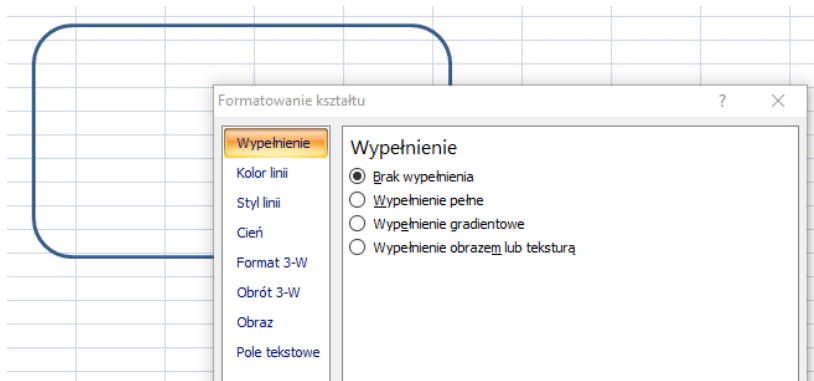 Formatowanie kształtu ?
Wypełnienie
Kolor linii
Styl linii
Cień
Format 3-W
Obrót 3-W
Obraz
Pole tekstowe
Wypełnienie
Brak wypełnienia
Wypełnienie pełne
Wypełnienie gradientowe
Wypełnienie obrazem lub teksturą